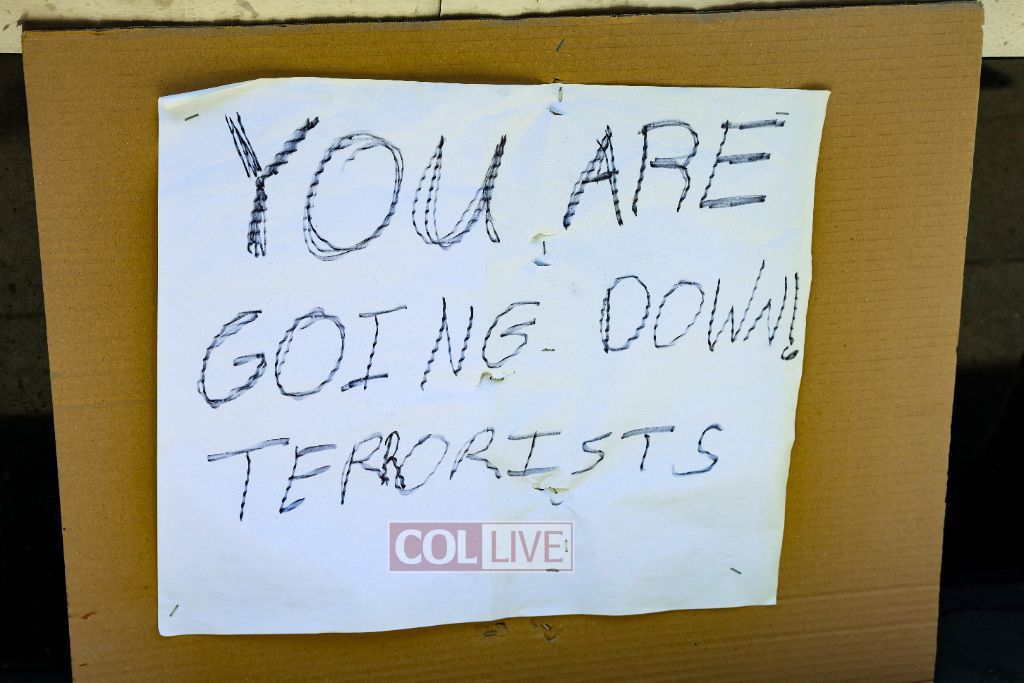 YOU ARE
GOING DOWN!
TERRORISTS
COL LIVE